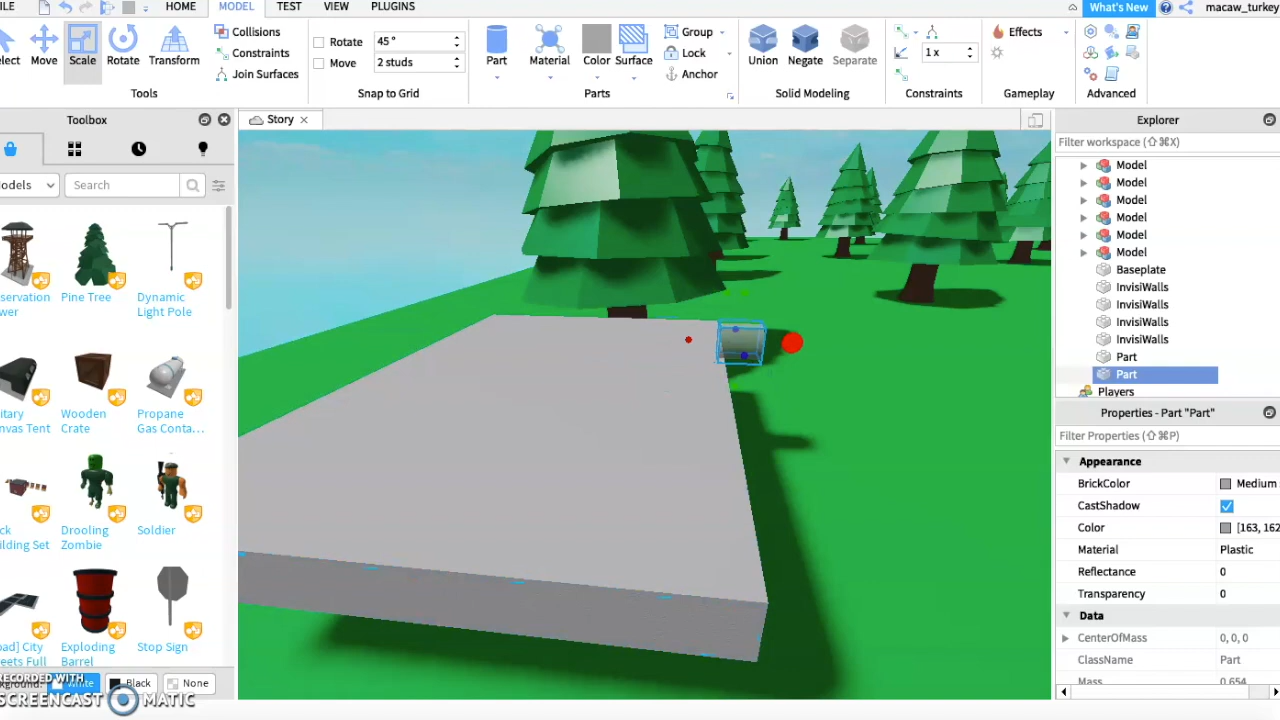 ILE HOME MODEL TEST VIEW PLUGINS What's New macaw_turkey
elect Move Scale Rotate Transform
Collisions
Constraints
Join Surfaces
Tools
Rotate 45°
Move 2 studs
Snap to Grid
Part Material Color Surface
Group
Lock
Anchor
Parts
Union Negate Separate
Solid Modeling
1 x
Constraints
Effects
Gameplay
Advanced
Toolbox
Story
Explorer
Filter workspace (⇧⌘X)
odels Search
servation
wer
Pine Tree
Dynamic
Light Pole
itary
nvas Tent
Wooden
Crate
Propane
Gas Conta...
ck
ilding Set
Drooling
Zombie
Soldier
oad] City
eets Full
Exploding
Barrel
Stop Sign
ground: White Black None
RECORDED WITH
SCREENCAST MATIC
Model
Model
Model
Model
Model
Model
Baseplate
InvisiWalls
InvisiWalls
InvisiWalls
InvisiWalls
Part
Part
Players
Properties - Part "Part"
Filter Properties (⇧⌘P)
Appearance
BrickColor Medium
CastShadow
Color [163, 162
Material Plastic
Reflectance 0
Transparency 0
Data
CenterOfMass 0, 0, 0
ClassName Part
Mass 0.654